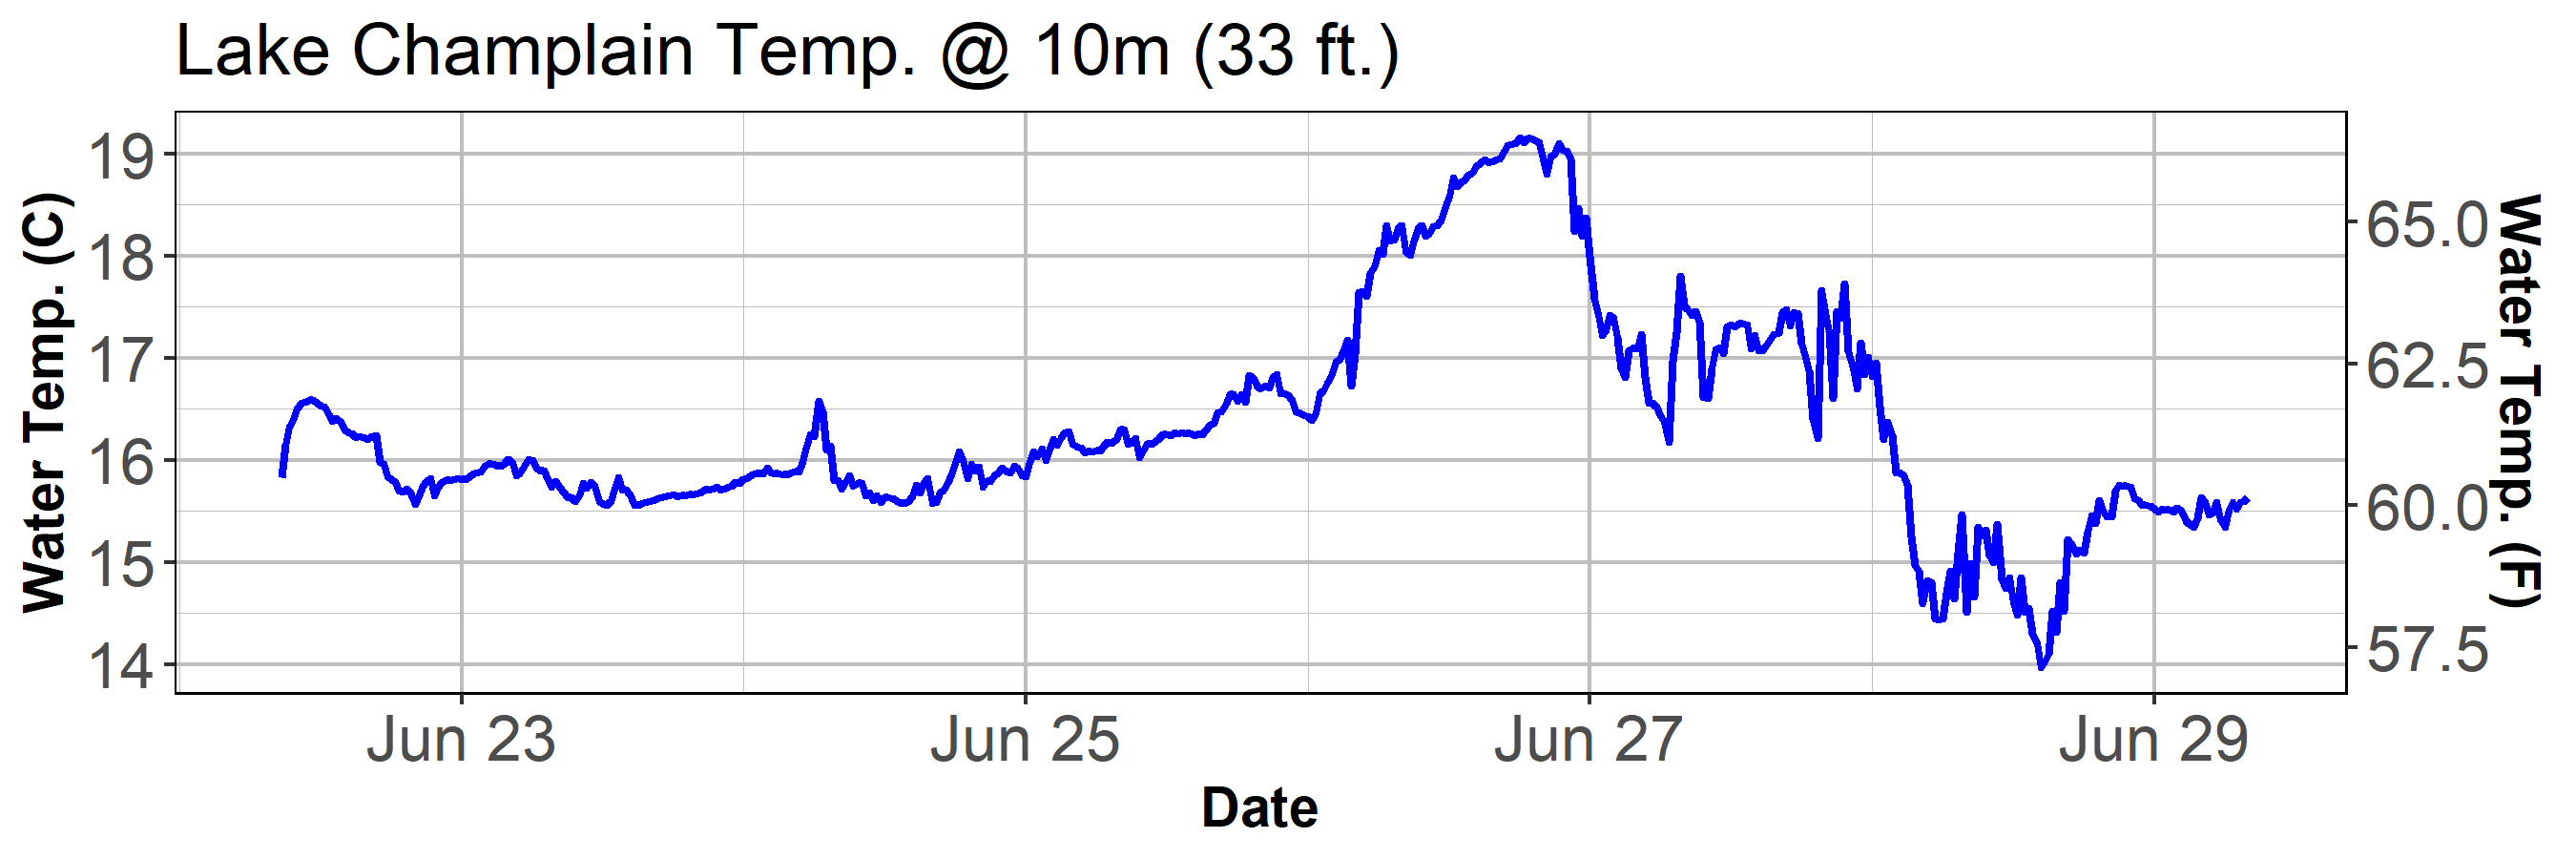 Lake Champlain Temp. @ 10m (33 ft.)
Water Temp. (C)
19
18
17
16
15
14
65.0
62.5
60.0
57.5
Water Temp. (F)
Jun 23 Jun 25 Jun 27 Jun 29
Date